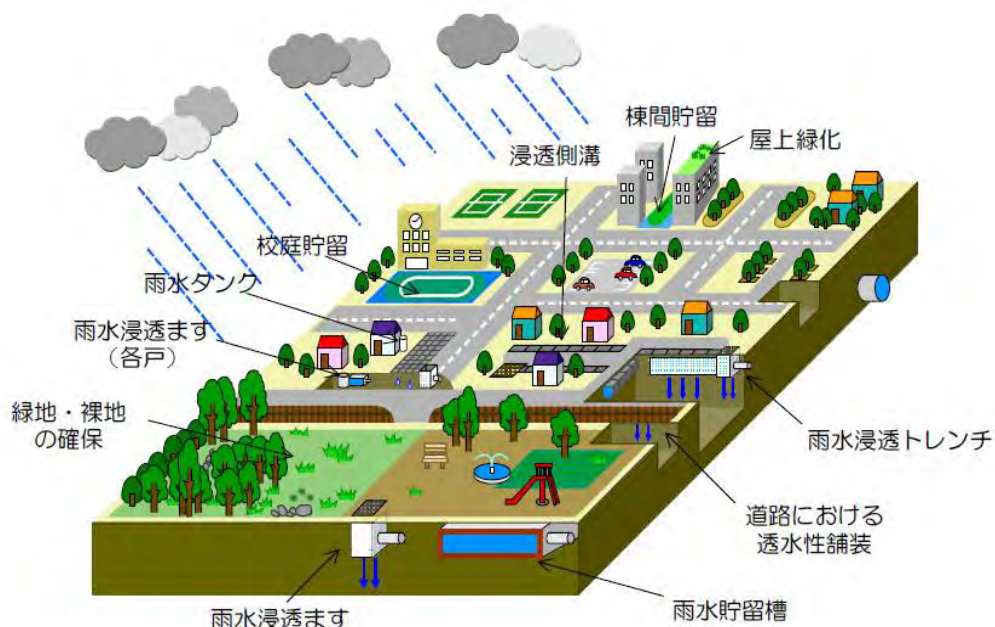 棟間貯留
屋上緑化
浸透側溝
校庭貯留
雨水タンク
雨水浸透ます
（各戸）
緑地・裸地
の確保
雨水浸透トレンチ
道路における
透水性舗装
雨水貯留槽
雨水浸透ます